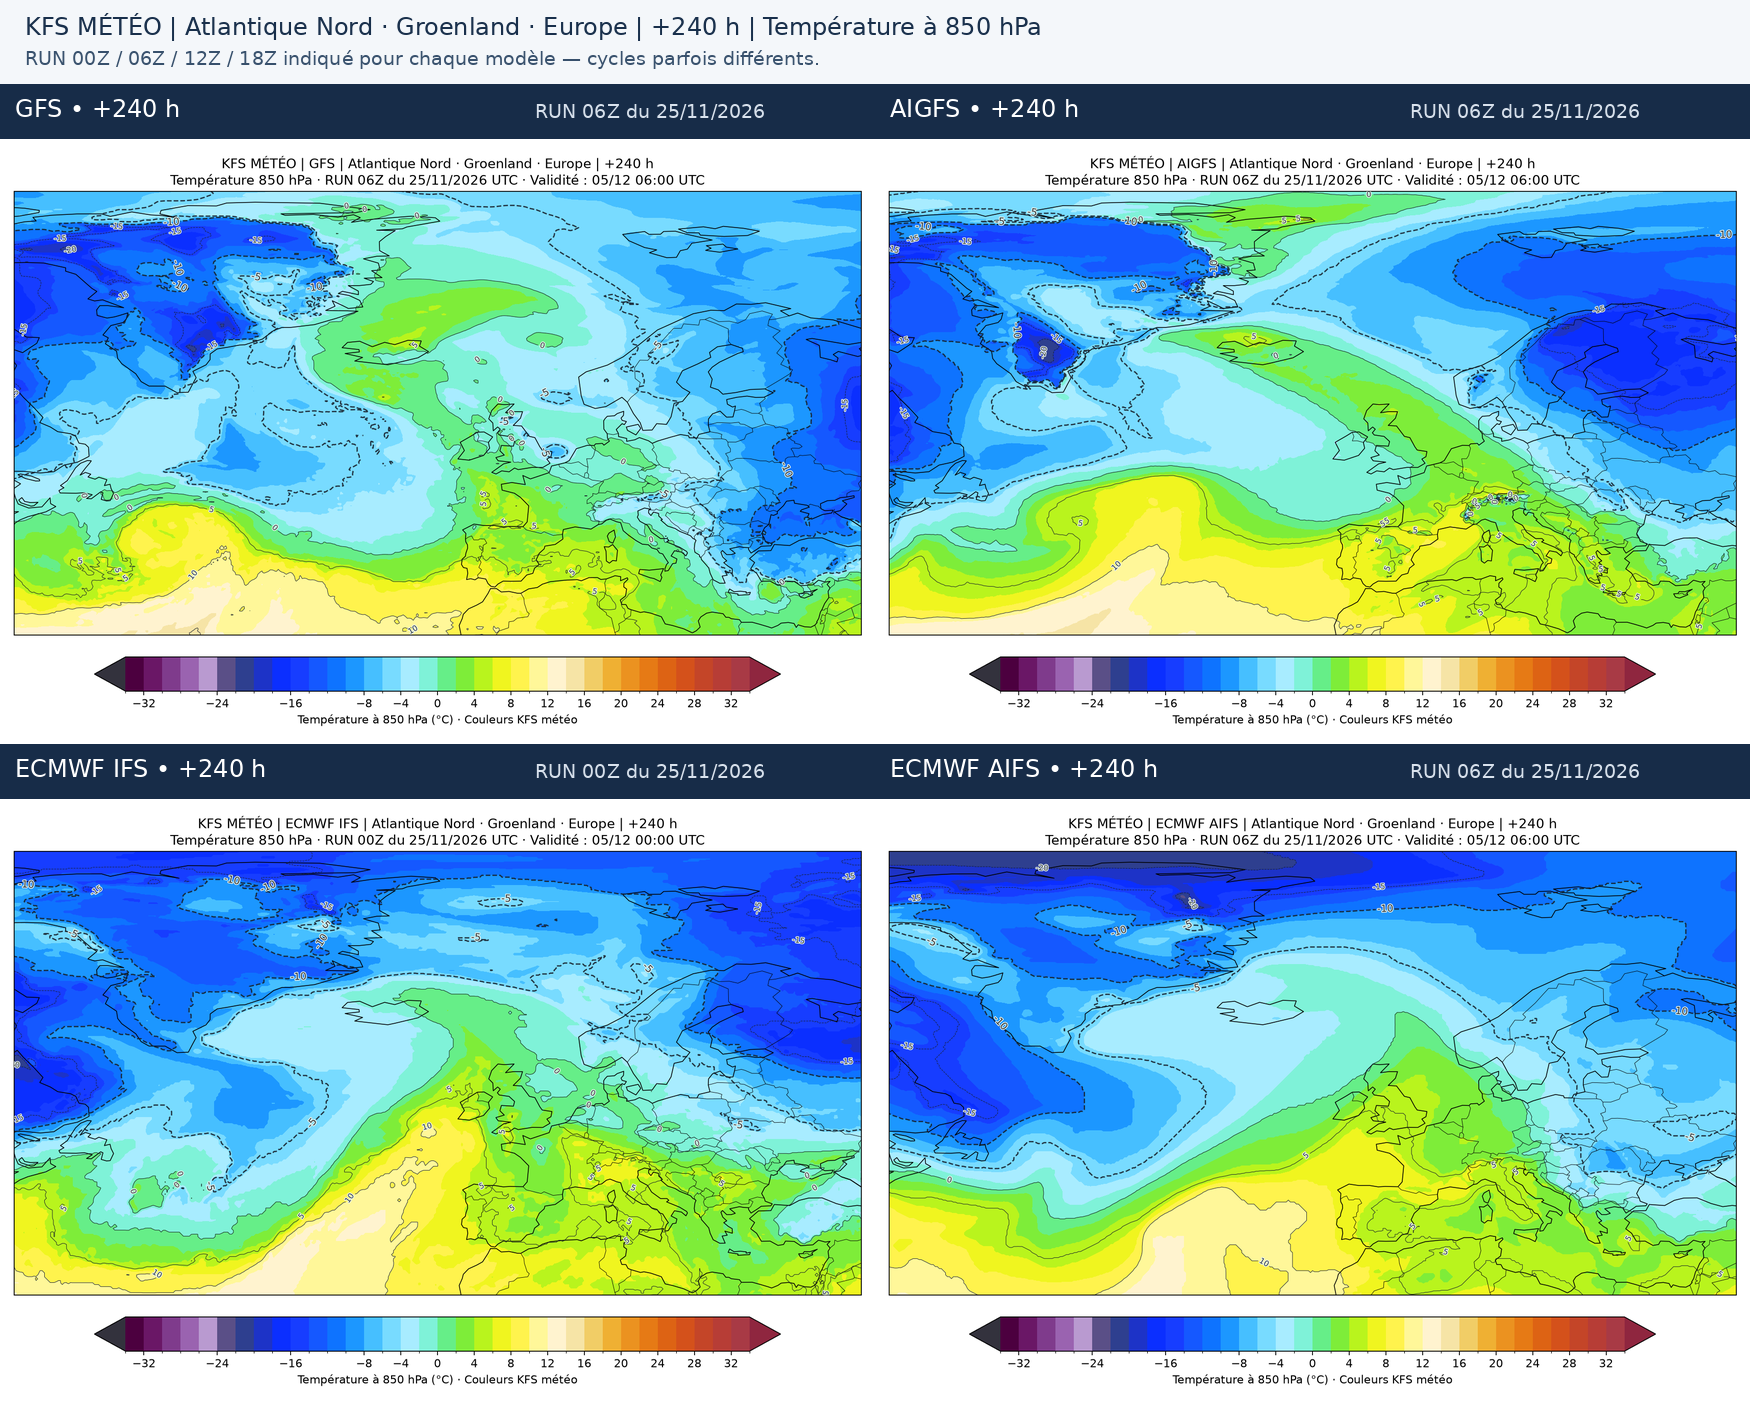 KFS MÉTÉO | Atlantique Nord · Groenland · Europe | +240 h | Température à 850 hPa
RUN 00Z / 06Z / 12Z / 18Z indiqué pour chaque modèle — cycles parfois différents.
GFS • +240 h
RUN 06Z du 25/11/2026
AIGFS • +240 h
RUN 06Z du 25/11/2026
KFS MÉTÉO | GFS | Atlantique Nord · Groenland · Europe | +240 h
Température 850 hPa · RUN 06Z du 25/11/2026 UTC · Validité : 05/12 06:00 UTC
KFS MÉTÉO | AIGFS | Atlantique Nord · Groenland · Europe | +240 h
Température 850 hPa · RUN 06Z du 25/11/2026 UTC · Validité : 05/12 06:00 UTC
−32 −24 −16 −8 −4 0 4 8 12 16 20 24 28 32
Température à 850 hPa (°C) · Couleurs KFS météo
−32 −24 −16 −8 −4 0 4 8 12 16 20 24 28 32
Température à 850 hPa (°C) · Couleurs KFS météo
ECMWF IFS • +240 h
RUN 00Z du 25/11/2026
ECMWF AIFS • +240 h
RUN 06Z du 25/11/2026
KFS MÉTÉO | ECMWF IFS | Atlantique Nord · Groenland · Europe | +240 h
Température 850 hPa · RUN 00Z du 25/11/2026 UTC · Validité : 05/12 00:00 UTC
KFS MÉTÉO | ECMWF AIFS | Atlantique Nord · Groenland · Europe | +240 h
Température 850 hPa · RUN 06Z du 25/11/2026 UTC · Validité : 05/12 06:00 UTC
−32 −24 −16 −8 −4 0 4 8 12 16 20 24 28 32
Température à 850 hPa (°C) · Couleurs KFS météo
−32 −24 −16 −8 −4 0 4 8 12 16 20 24 28 32
Température à 850 hPa (°C) · Couleurs KFS météo